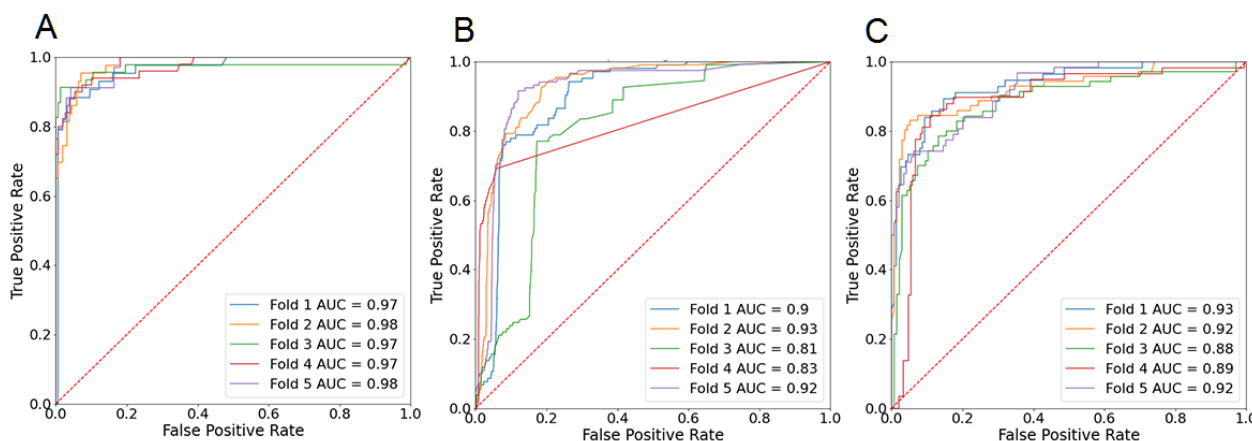 A
1.0
0.8
0.6
0.4
0.2
0.0
True Positive Rate
Fold 1 AUC = 0.97
Fold 2 AUC = 0.98
Fold 3 AUC = 0.97
Fold 4 AUC = 0.97
Fold 5 AUC = 0.98
0.0 0.2 0.4 0.6 0.8 1.0
False Positive Rate
B
1.0
0.8
0.6
0.4
0.2
0.0
True Positive Rate
Fold 1 AUC = 0.9
Fold 2 AUC = 0.93
Fold 3 AUC = 0.81
Fold 4 AUC = 0.83
Fold 5 AUC = 0.92
0.0 0.2 0.4 0.6 0.8 1.0
False Positive Rate
C
1.0
0.8
0.6
0.4
0.2
0.0
True Positive Rate
Fold 1 AUC = 0.93
Fold 2 AUC = 0.92
Fold 3 AUC = 0.88
Fold 4 AUC = 0.89
Fold 5 AUC = 0.92
0.0 0.2 0.4 0.6 0.8 1.0
False Positive Rate